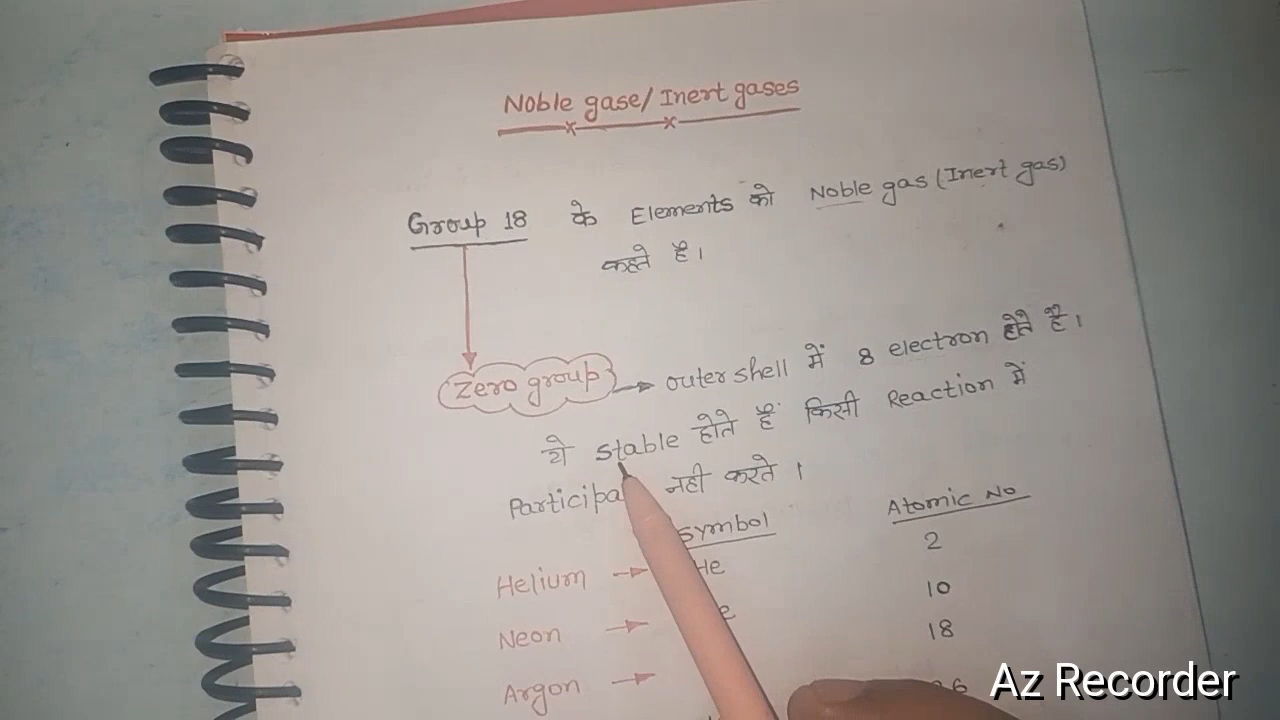 Noble gase/Inert gases
Group 18 के Elements को Noble gas (Inert gas)
कहते है।
Zero group → outer shell में 8 electron होते है।
ये stable होते हैं किसी Reaction में
नही करते ।
Symbol Atomic No
Helium → He 2
Neon → 10
Argon → 18
Az Recorder